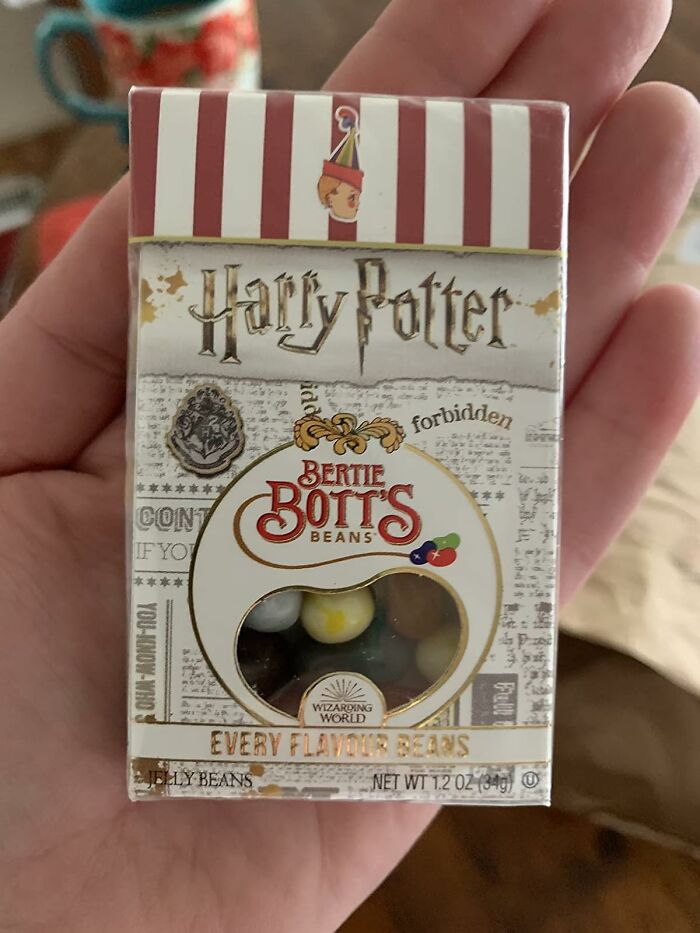 Harry Potter
forbidden
BERTIE
BOTT'S
BEANS
CONT
IF YO
YOU-KNOW-WHO
WIZARDING
WORLD
EVERY FLAVOUR BEANS
JELLY BEANS
NET WT 1.2 OZ (34g) Ⓤ